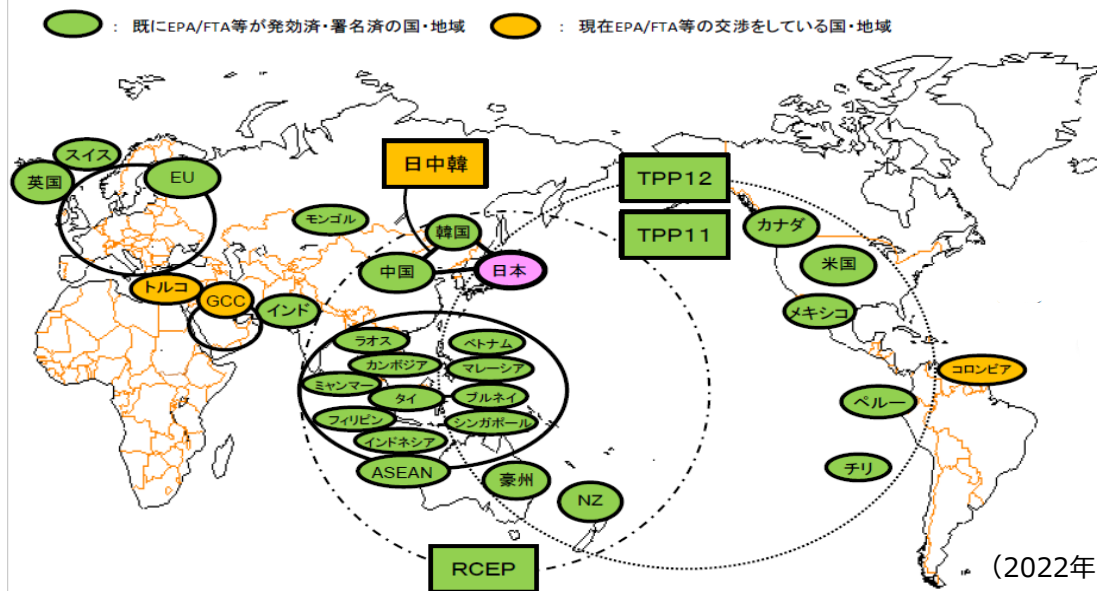 ： 既にEPA/FTA等が発効済・署名済の国・地域
： 現在EPA/FTA等の交渉をしている国・地域
スイス
英国
EU
日中韓
TPP12
モンゴル
韓国
TPP11
カナダ
中国
日本
米国
トルコ
GCC
インド
メキシコ
ラオス
ベトナム
カンボジア
マレーシア
コロンビア
ミャンマー
タイ
ブルネイ
ペルー
フィリピン
シンガポール
インドネシア
ASEAN
豪州
チリ
NZ
RCEP
（2022年